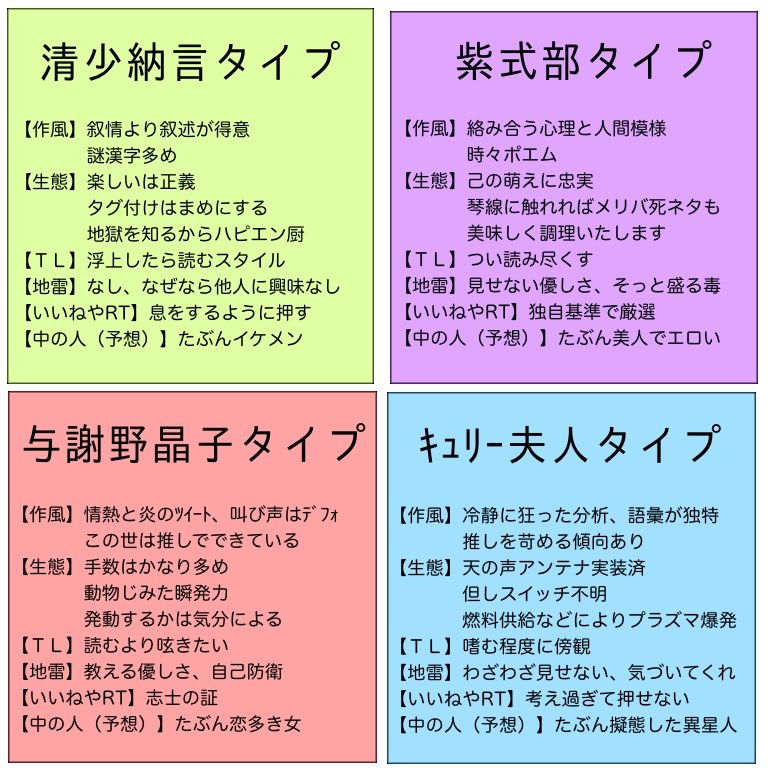 清少納言タイプ
【作風】叙情より叙述が得意
謎漢字多め
【生態】楽しいは正義
タグ付けはまめにする
地獄を知るからハピエン厨
【ＴＬ】浮上したら読むスタイル
【地雷】なし、なぜなら他人に興味なし
【いいねやRT】息をするように押す
【中の人（予想）】たぶんイケメン
紫式部タイプ
【作風】絡み合う心理と人間模様
時々ポエム
【生態】己の萌えに忠実
琴線に触れればメリバ死ネタも
美味しく調理いたします
【ＴＬ】つい読み尽くす
【地雷】見せない優しさ、そっと盛る毒
【いいねやRT】独自基準で厳選
【中の人（予想）】たぶん美人でエロい
与謝野晶子タイプ
【作風】情熱と炎のﾂｲｰﾄ、叫び声はﾃﾞﾌｫ
この世は推しでできている
【生態】手数はかなり多め
動物じみた瞬発力
発動するかは気分による
【ＴＬ】読むより呟きたい
【地雷】教える優しさ、自己防衛
【いいねやRT】志士の証
【中の人（予想）】たぶん恋多き女
ｷｭﾘｰ夫人タイプ
【作風】冷静に狂った分析、語彙が独特
推しを苛める傾向あり
【生態】天の声アンテナ実装済
但しスイッチ不明
燃料供給などによりプラズマ爆発
【ＴＬ】嗜む程度に傍観
【地雷】わざわざ見せない、気づいてくれ
【いいねやRT】考え過ぎて押せない
【中の人（予想）】たぶん擬態した異星人